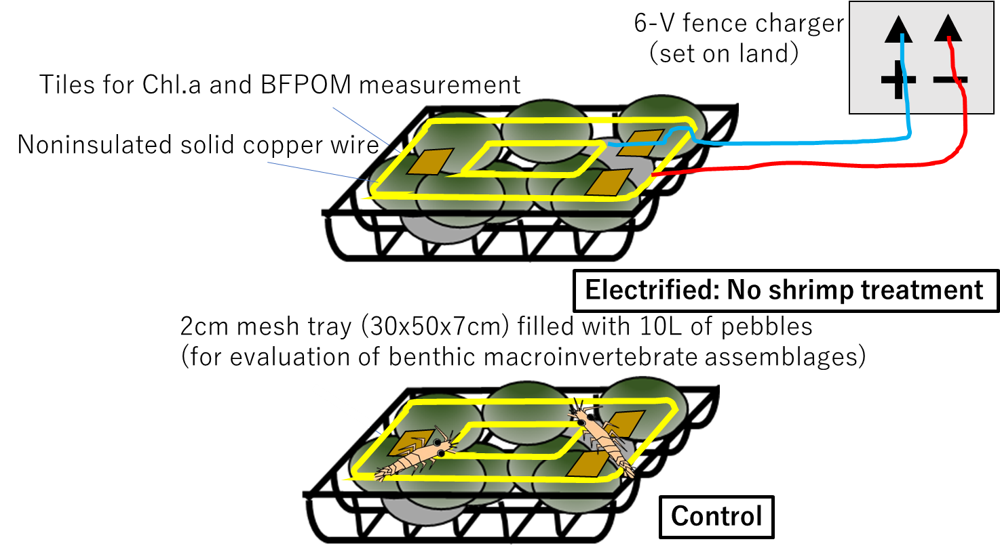 6-V fence charger
(set on land)
+ −
Tiles for Chl.a and BFPOM measurement
Noninsulated solid copper wire
Electrified: No shrimp treatment
2cm mesh tray (30x50x7cm) filled with 10L of pebbles
(for evaluation of benthic macroinvertebrate assemblages)
Control